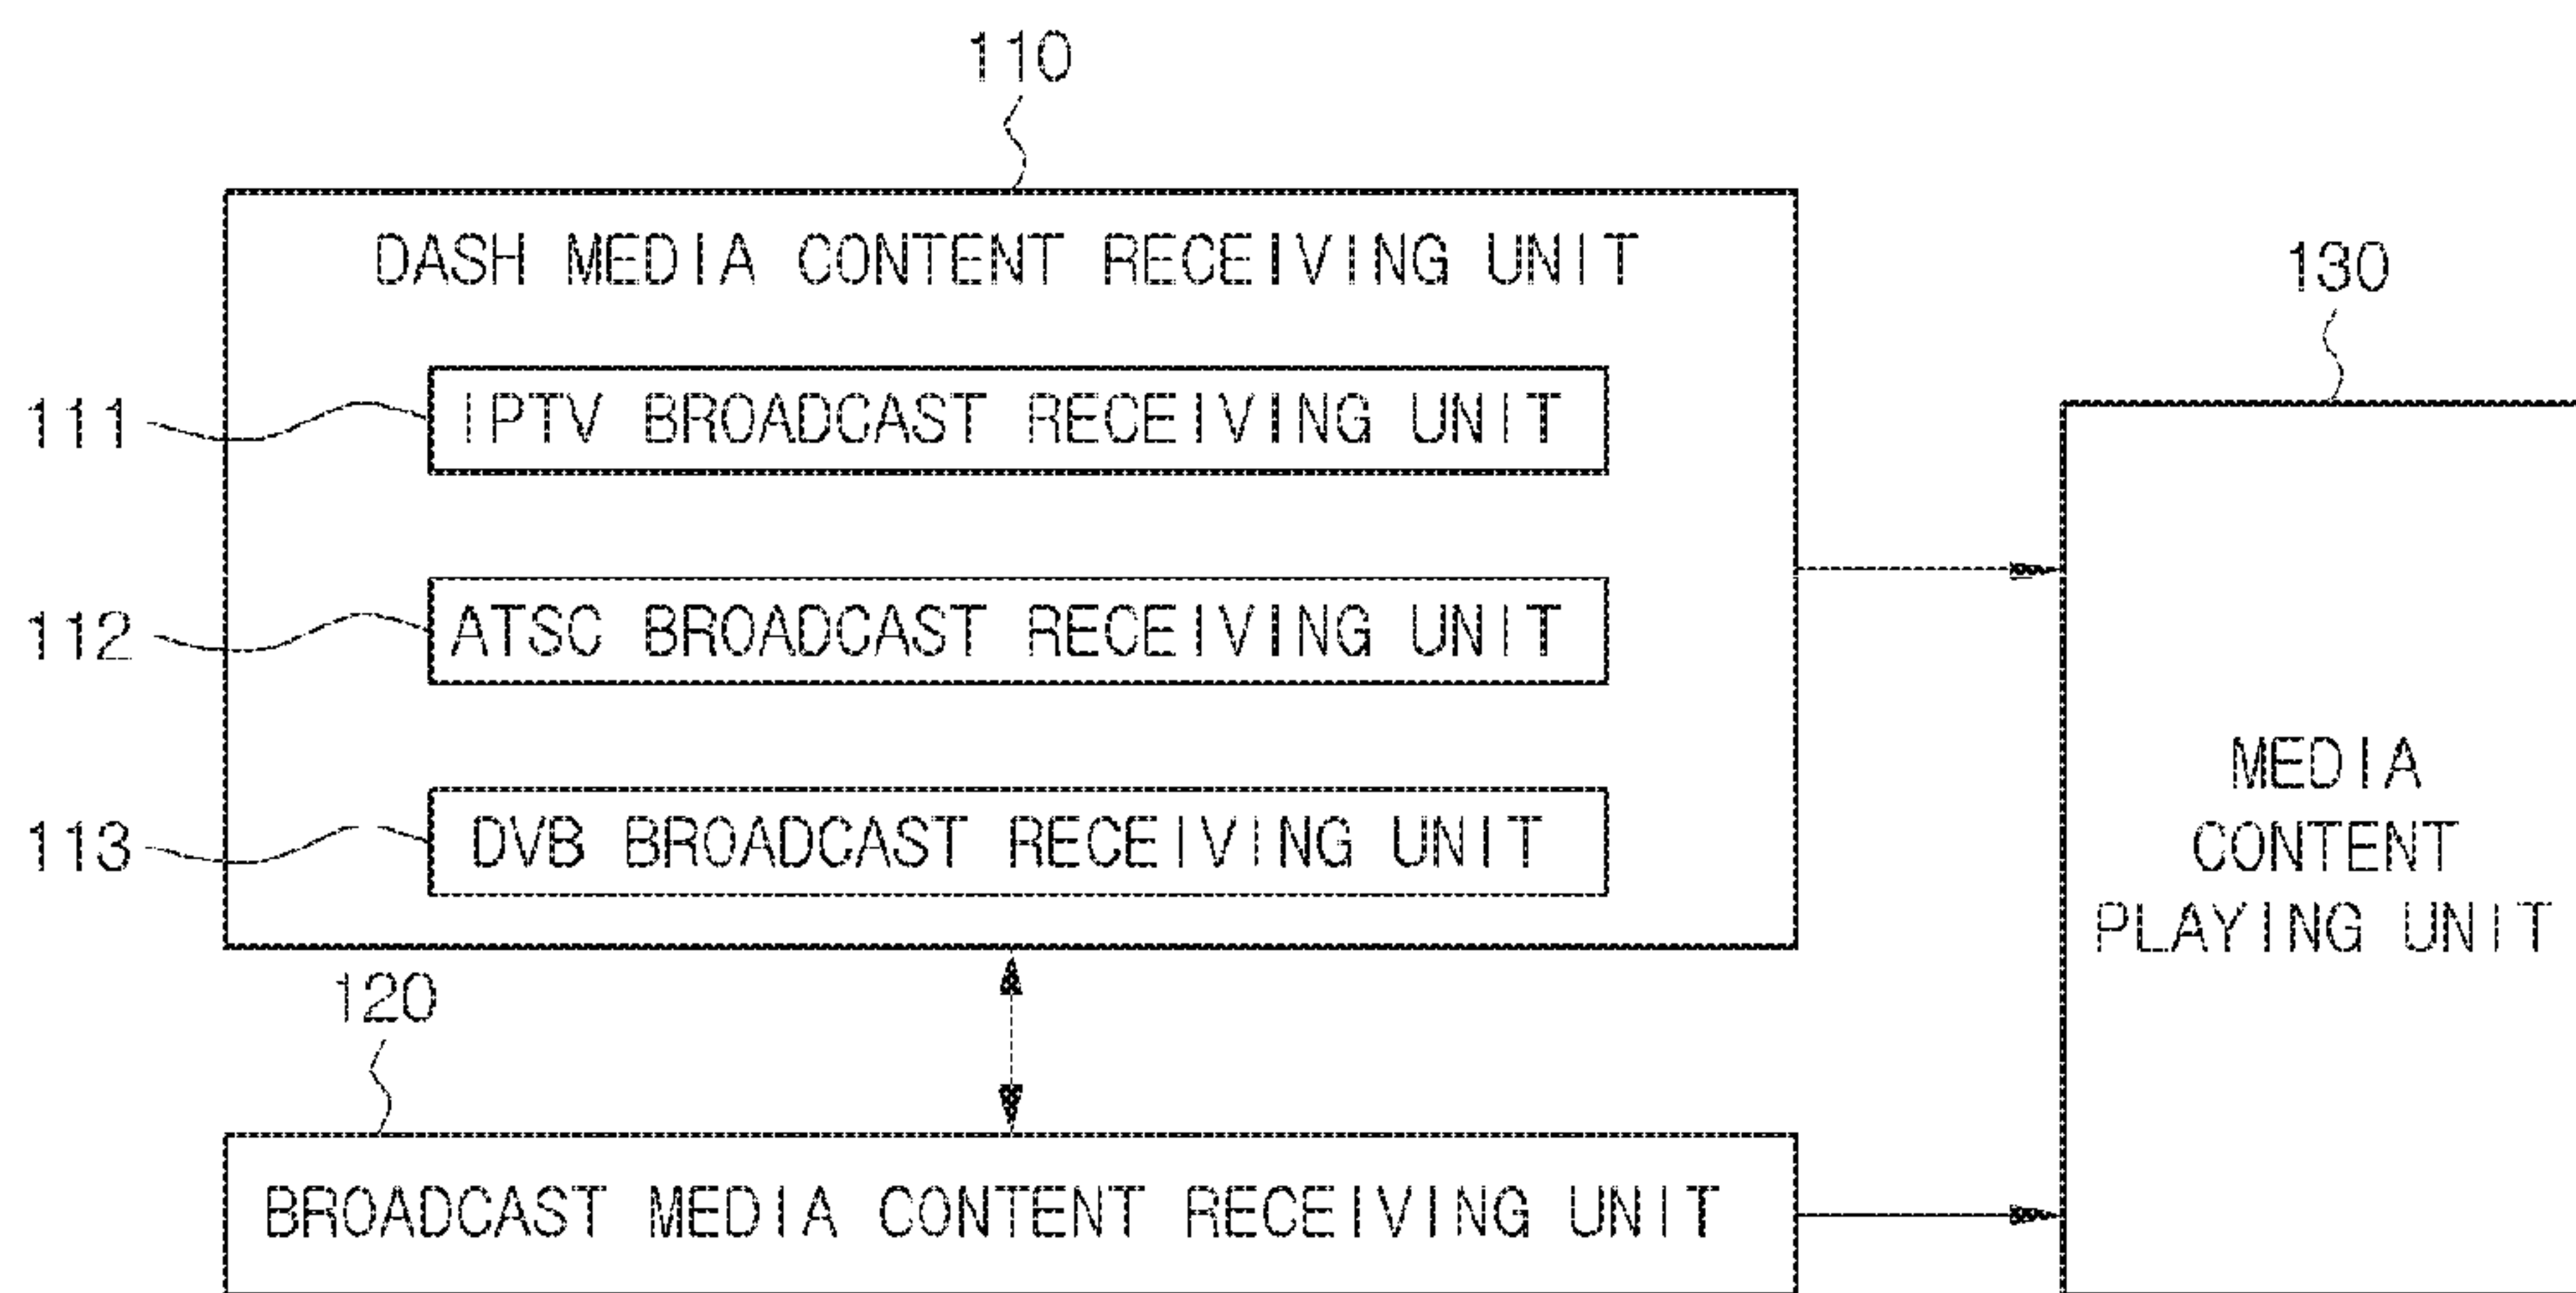 110
DASH MEDIA CONTENT RECEIVING UNIT
130
111
IPTV BROADCAST RECEIVING UNIT
112
ATSC BROADCAST RECEIVING UNIT
MEDIA
CONTENT
PLAYING UNIT
113
DVB BROADCAST RECEIVING UNIT
120
BROADCAST MEDIA CONTENT RECEIVING UNIT